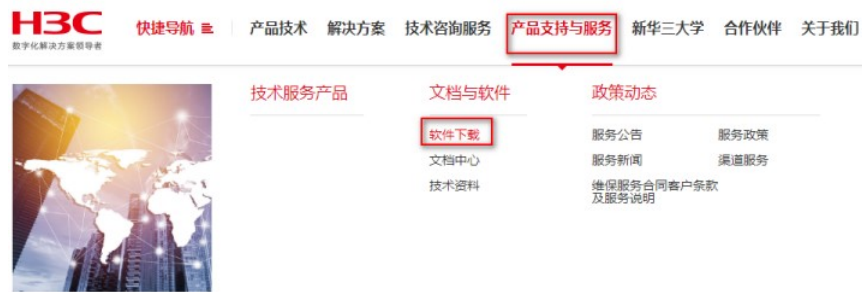 H3C
数字化解决方案领导者
快捷导航 产品技术 解决方案 技术咨询服务 产品支持与服务 新华三大学 合作伙伴 关于我们
技术服务产品 文档与软件 政策动态
软件下载 服务公告 服务政策
文档中心 服务新闻 渠道服务
技术资料 维保服务合同客户条款
及服务说明